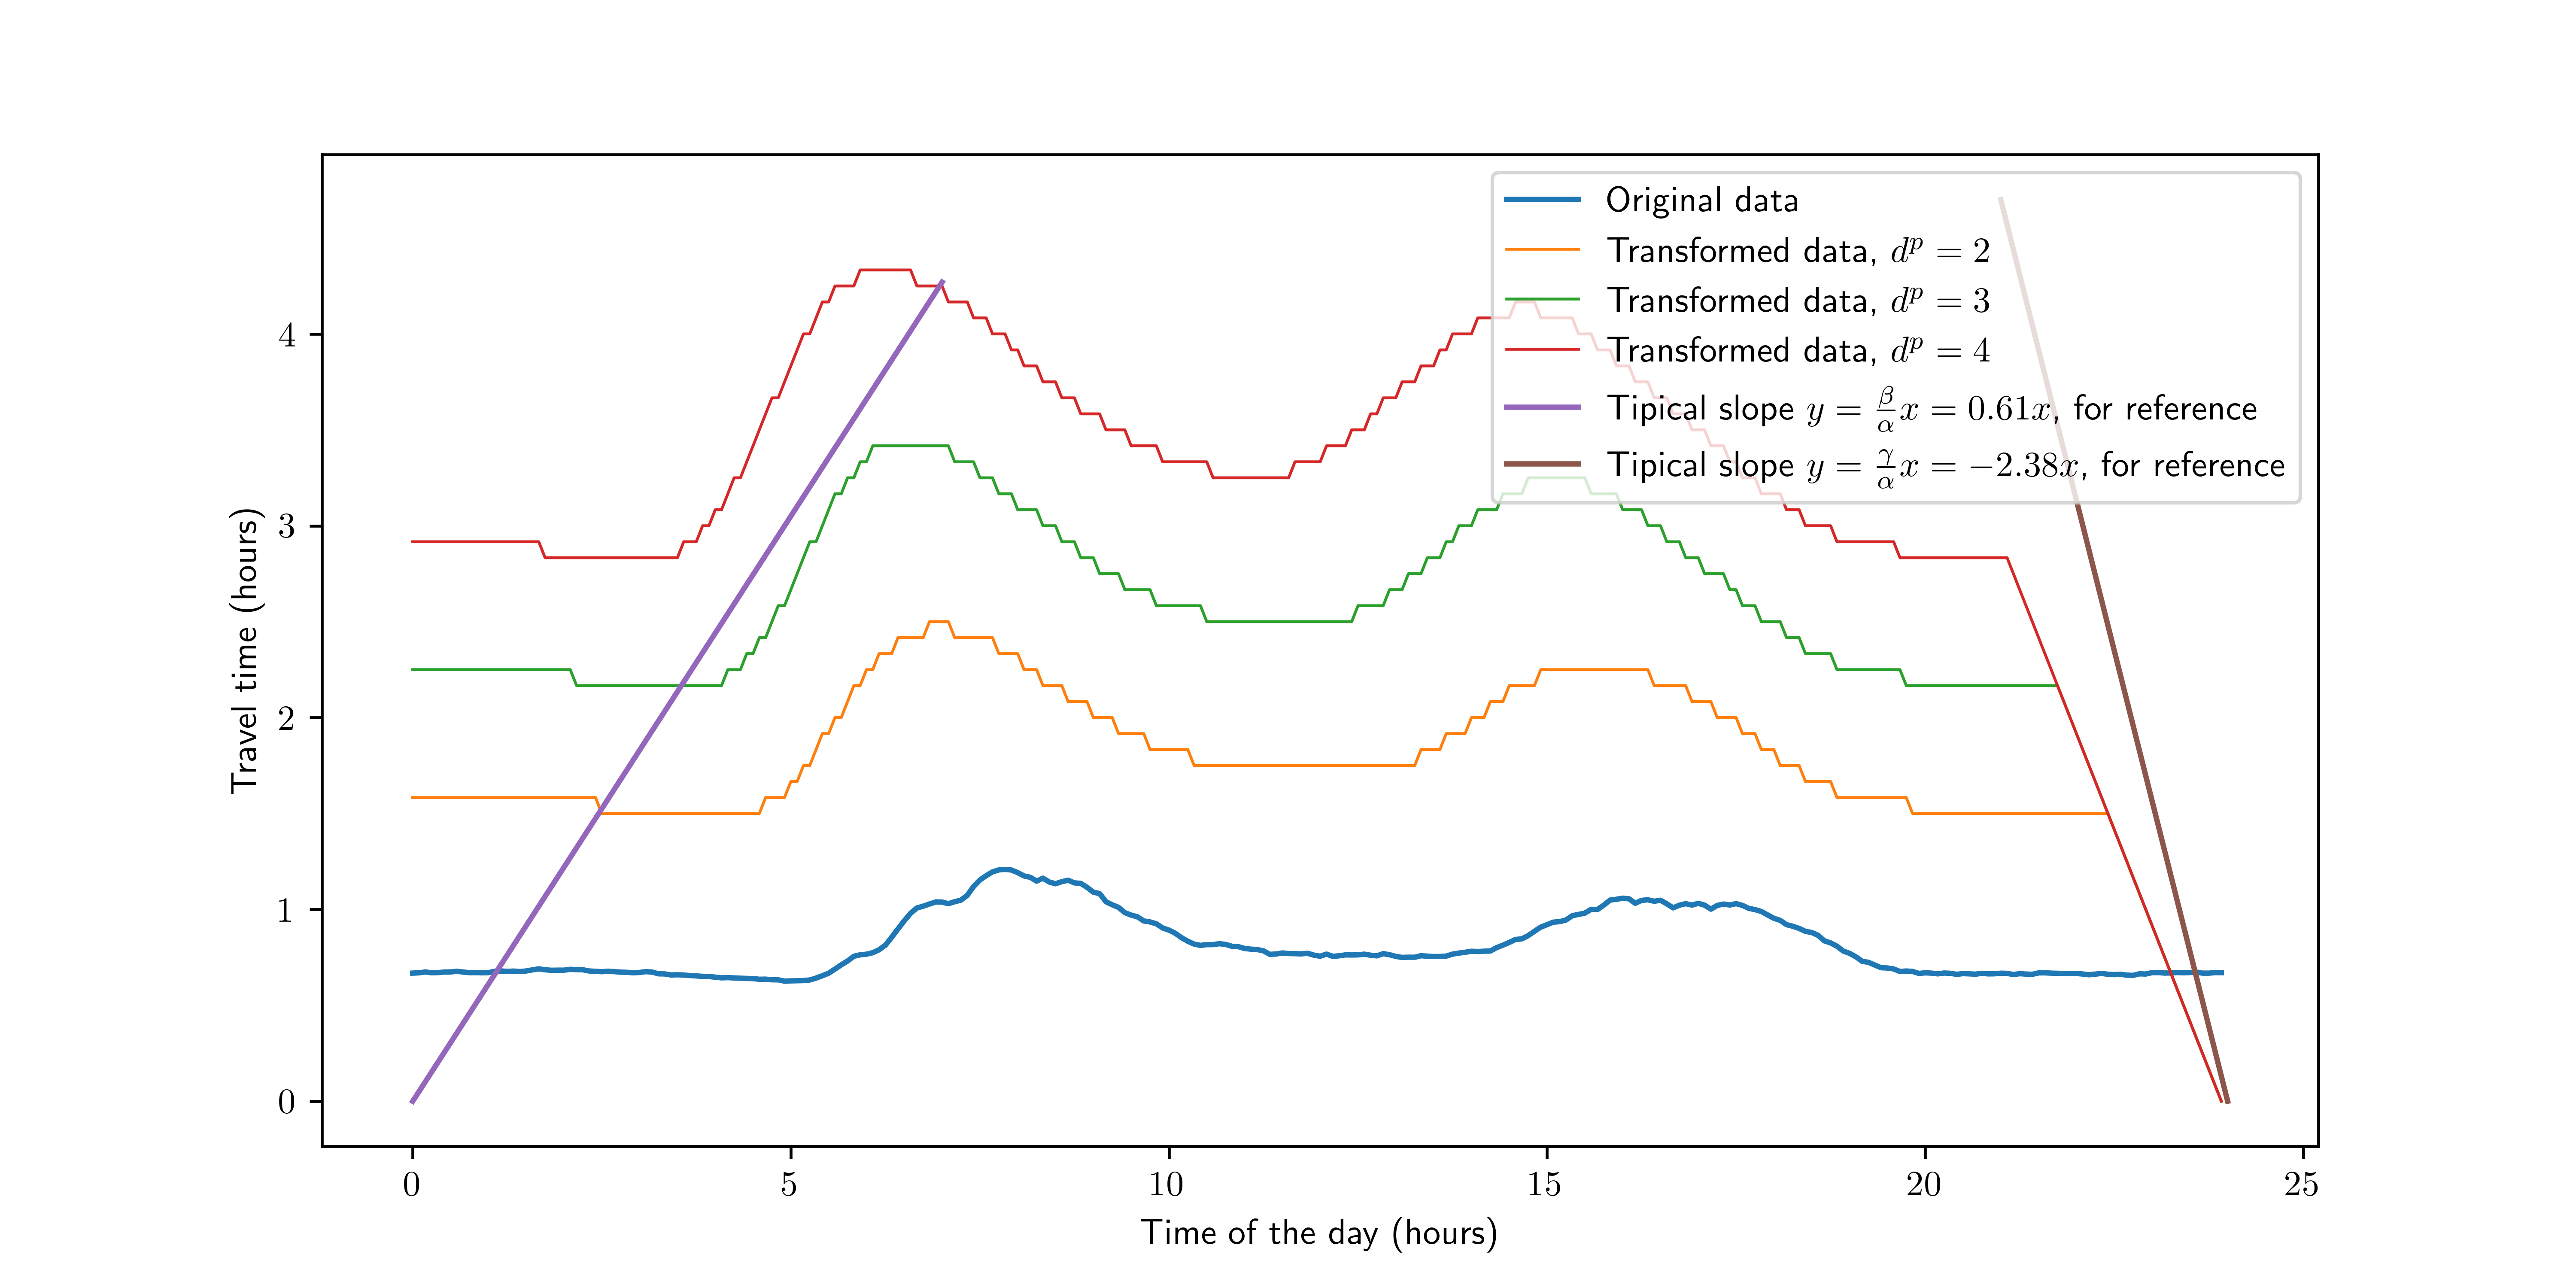 Original data
Transformed data, $d^p = 2$
Transformed data, $d^p = 3$
Transformed data, $d^p = 4$
Tipical slope $y = \frac{\beta}{\alpha}x = 0.61x$, for reference
Tipical slope $y = \frac{\gamma}{\alpha}x = -2.38x$, for reference
Travel time (hours)
4
3
2
1
0
0 5 10 15 20 25
Time of the day (hours)